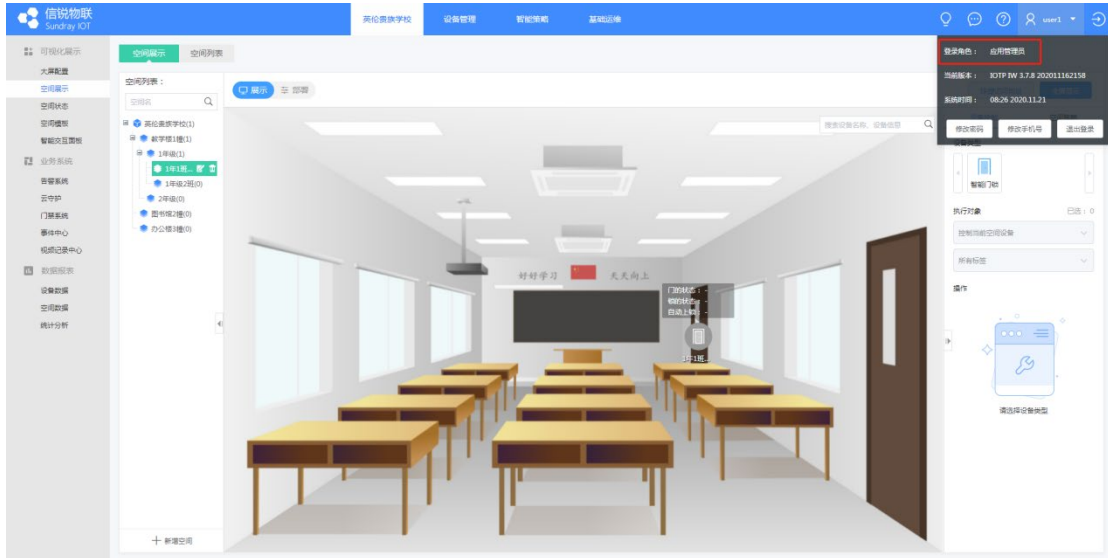 信锐物联
Sundray IOT
英伦贵族学校
设备管理
智能策略
基础运维
user1
可视化展示
大屏配置
空间展示
空间状态
空间模板
智能交互面板
业务系统
告警系统
云守护
门禁系统
事件中心
视频记录中心
数据报表
设备数据
空间数据
统计分析
空间展示
空间列表
空间列表：
空间名
英伦贵族学校(1)
教学楼1幢(1)
1年级(1)
1年1班...
1年级2班(0)
2年级(0)
图书馆2幢(0)
办公楼3幢(0)
新增空间
展示
部署
搜索设备名称、设备信息
好好学习
天天向上
门的状态：-
锁的状态：-
自动上锁：-
1年1班...
登录角色： 应用管理员
当前版本： IOTP IW 3.7.8 202011162158
系统时间： 08:26 2020.11.21
修改密码
修改手机号
退出登录
设备类型
智能门锁
执行对象
已选：0
控制当前空间设备
所有标签
操作
请选择设备类型